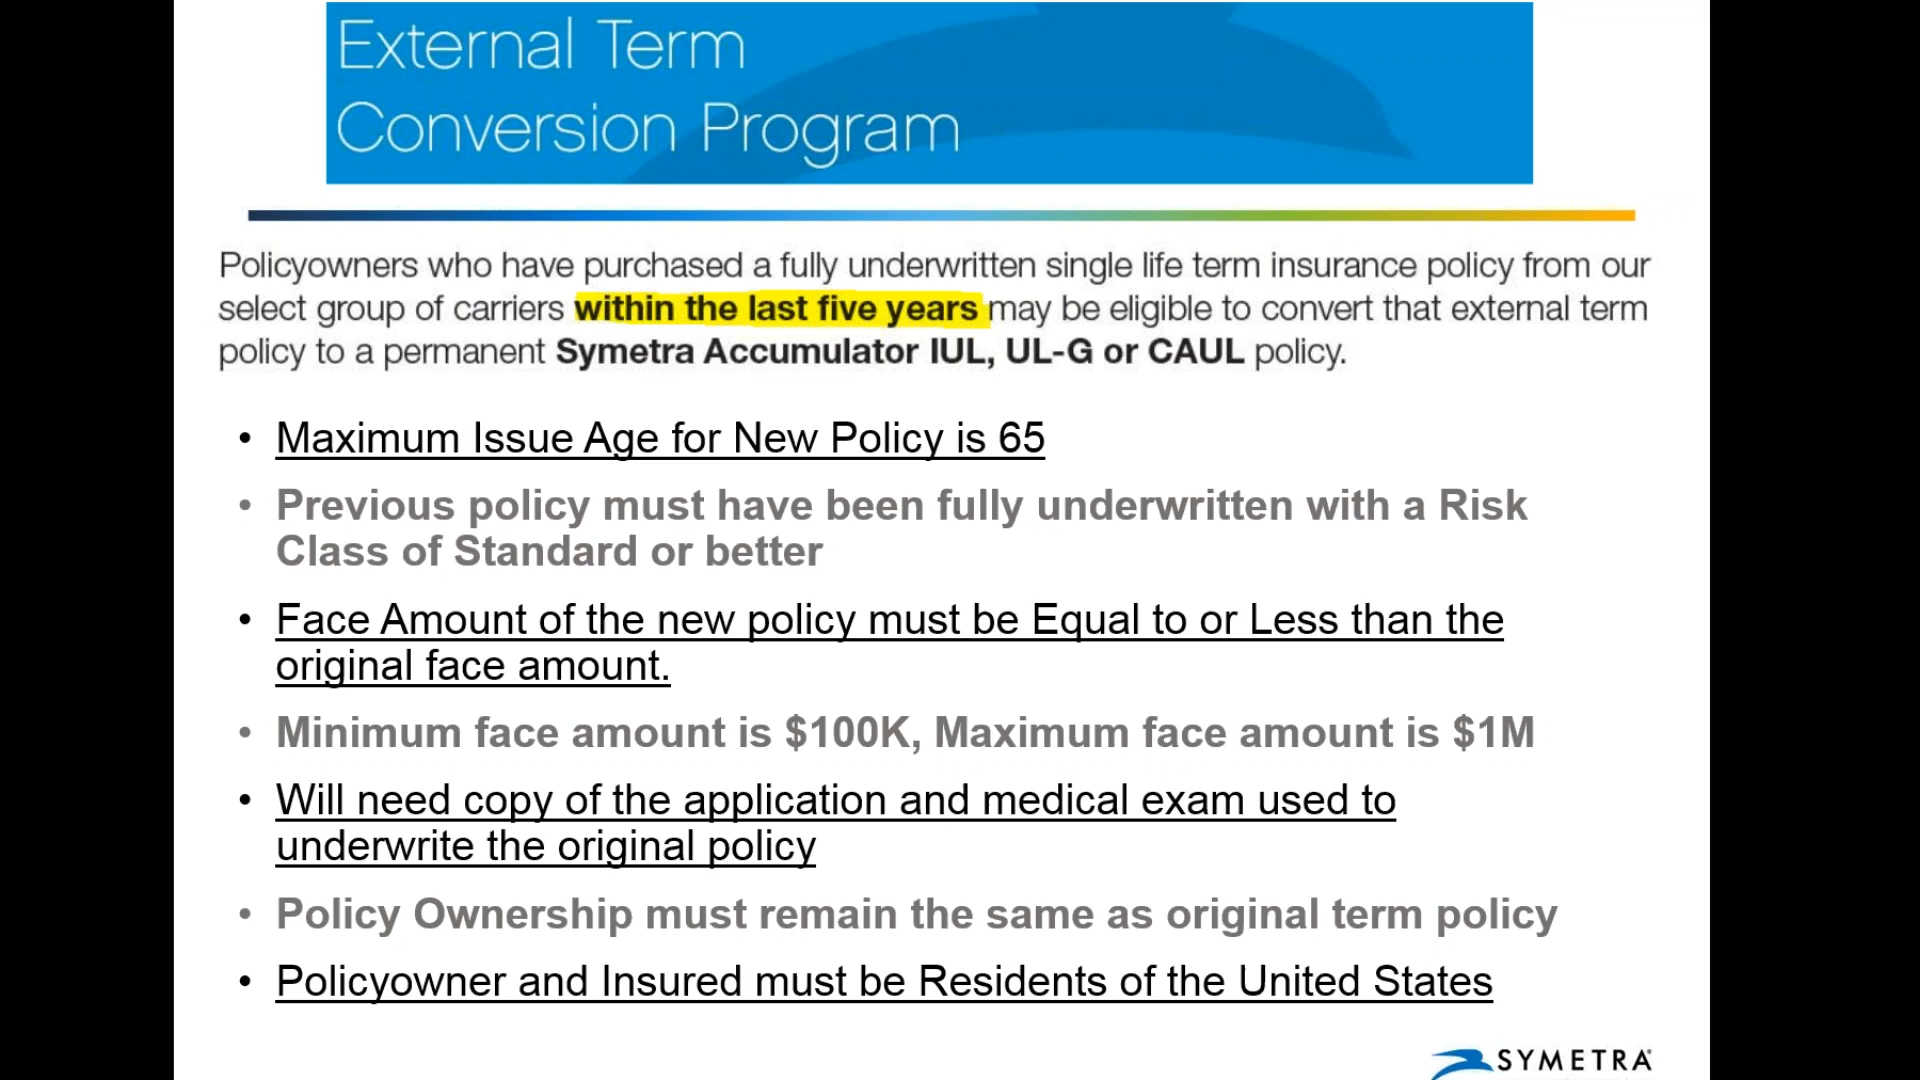 External Term
Conversion Program
Policyowners who have purchased a fully underwritten single life term insurance policy from our
select group of carriers within the last five years may be eligible to convert that external term
policy to a permanent Symetra Accumulator IUL, UL-G or CAUL policy.
• Maximum Issue Age for New Policy is 65
• Previous policy must have been fully underwritten with a Risk
Class of Standard or better
• Face Amount of the new policy must be Equal to or Less than the
original face amount.
• Minimum face amount is $100K, Maximum face amount is $1M
• Will need copy of the application and medical exam used to
underwrite the original policy
• Policy Ownership must remain the same as original term policy
• Policyowner and Insured must be Residents of the United States
SYMETRA